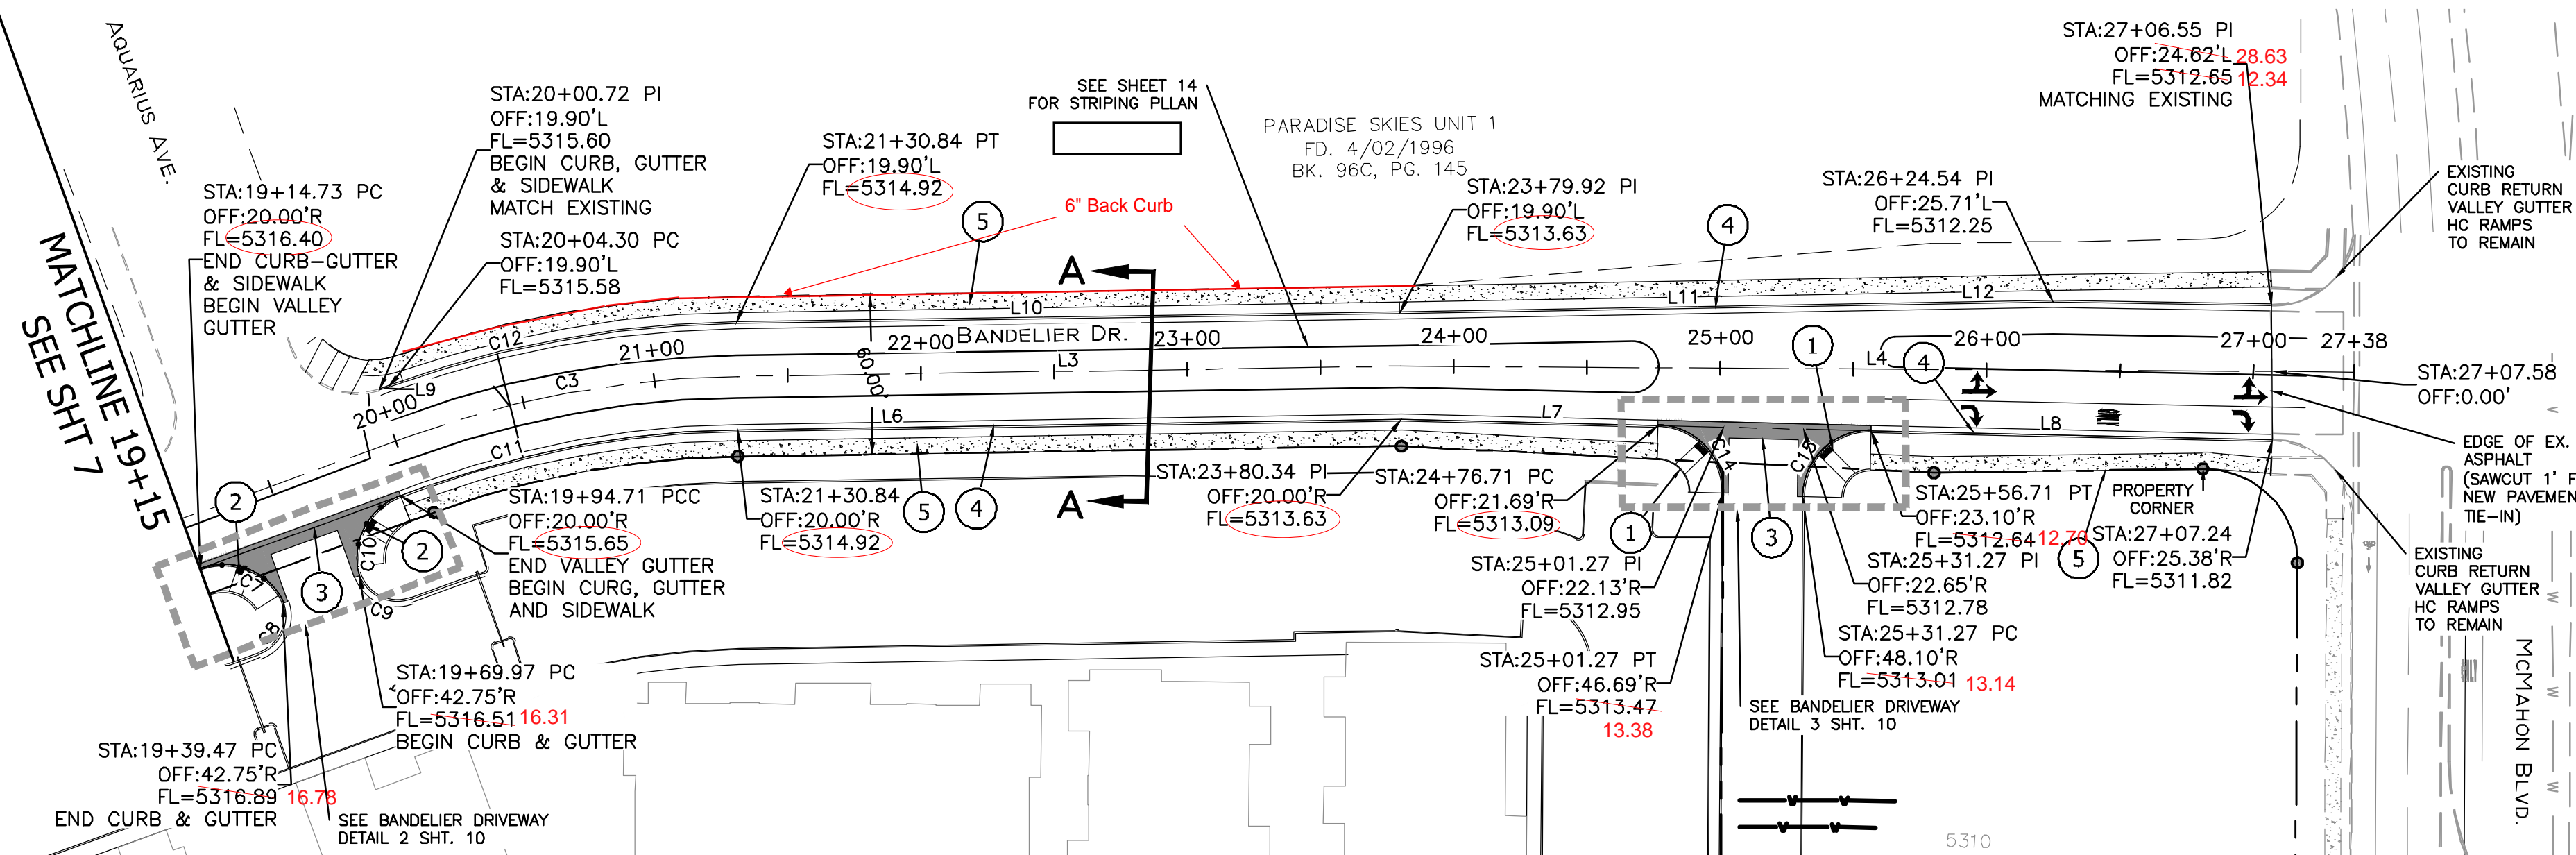 AQUARIUS AVE.
MATCHLINE 19+15
SEE SHT 7
STA:19+14.73 PC
OFF:20.00'R
FL=5316.40
END CURB-GUTTER
& SIDEWALK
BEGIN VALLEY
GUTTER
STA:20+00.72 PI
OFF:19.90'L
FL=5315.60
BEGIN CURB, GUTTER
& SIDEWALK
MATCH EXISTING
STA:20+04.30 PC
OFF:19.90'L
FL=5315.58
STA:21+30.84 PT
OFF:19.90'L
FL=5314.92
5
SEE SHEET 14
FOR STRIPING PLLAN
6" Back Curb
PARADISE SKIES UNIT 1
FD. 4/02/1996
BK. 96C, PG. 145
STA:23+79.92 PI
OFF:19.90'L
FL=5313.63
4
STA:26+24.54 PI
OFF:25.71'L
FL=5312.25
STA:27+06.55 PI
OFF:24.62'L 28.63
FL=5312.65 12.34
MATCHING EXISTING
EXISTING
CURB RETURN
VALLEY GUTTER
HC RAMPS
TO REMAIN
A
L10
L11
L12
C12
L9
C3
20+00
21+00
22+00
BANDELIER DR.
23+00
24+00
25+00
26+00
27+00
27+38
L3
L4
1
4
60.00'
L6
L7
L8
C11
STA:27+07.58
OFF:0.00'
EDGE OF EX.
ASPHALT
(SAWCUT 1' F
NEW PAVEMEN
TIE-IN)
2
2
3
C7
C8
C9
C10
STA:19+94.71 PCC
OFF:20.00'R
FL=5315.65
END VALLEY GUTTER
BEGIN CURG, GUTTER
AND SIDEWALK
STA:21+30.84
OFF:20.00'R
FL=5314.92
5
4
A
STA:23+80.34 PI
OFF:20.00'R
FL=5313.63
STA:24+76.71 PC
OFF:21.69'R
FL=5313.09
C14
C13
1
3
STA:25+56.71 PT
OFF:23.10'R
FL=5312.64 12.70
PROPERTY
CORNER
5
STA:27+07.24
OFF:25.38'R
FL=5311.82
EXISTING
CURB RETURN
VALLEY GUTTER
HC RAMPS
TO REMAIN
STA:25+01.27 PI
OFF:22.13'R
FL=5312.95
STA:25+31.27 PI
OFF:22.65'R
FL=5312.78
STA:25+31.27 PC
OFF:48.10'R
FL=5313.01 13.14
STA:25+01.27 PT
OFF:46.69'R
FL=5313.47
13.38
SEE BANDELIER DRIVEWAY
DETAIL 3 SHT. 10
STA:19+69.97 PC
OFF:42.75'R
FL=5316.51 16.31
BEGIN CURB & GUTTER
STA:19+39.47 PC
OFF:42.75'R
FL=5316.89 16.78
END CURB & GUTTER
SEE BANDELIER DRIVEWAY
DETAIL 2 SHT. 10
MCMAHON BLVD.
W
W
W
W
5310